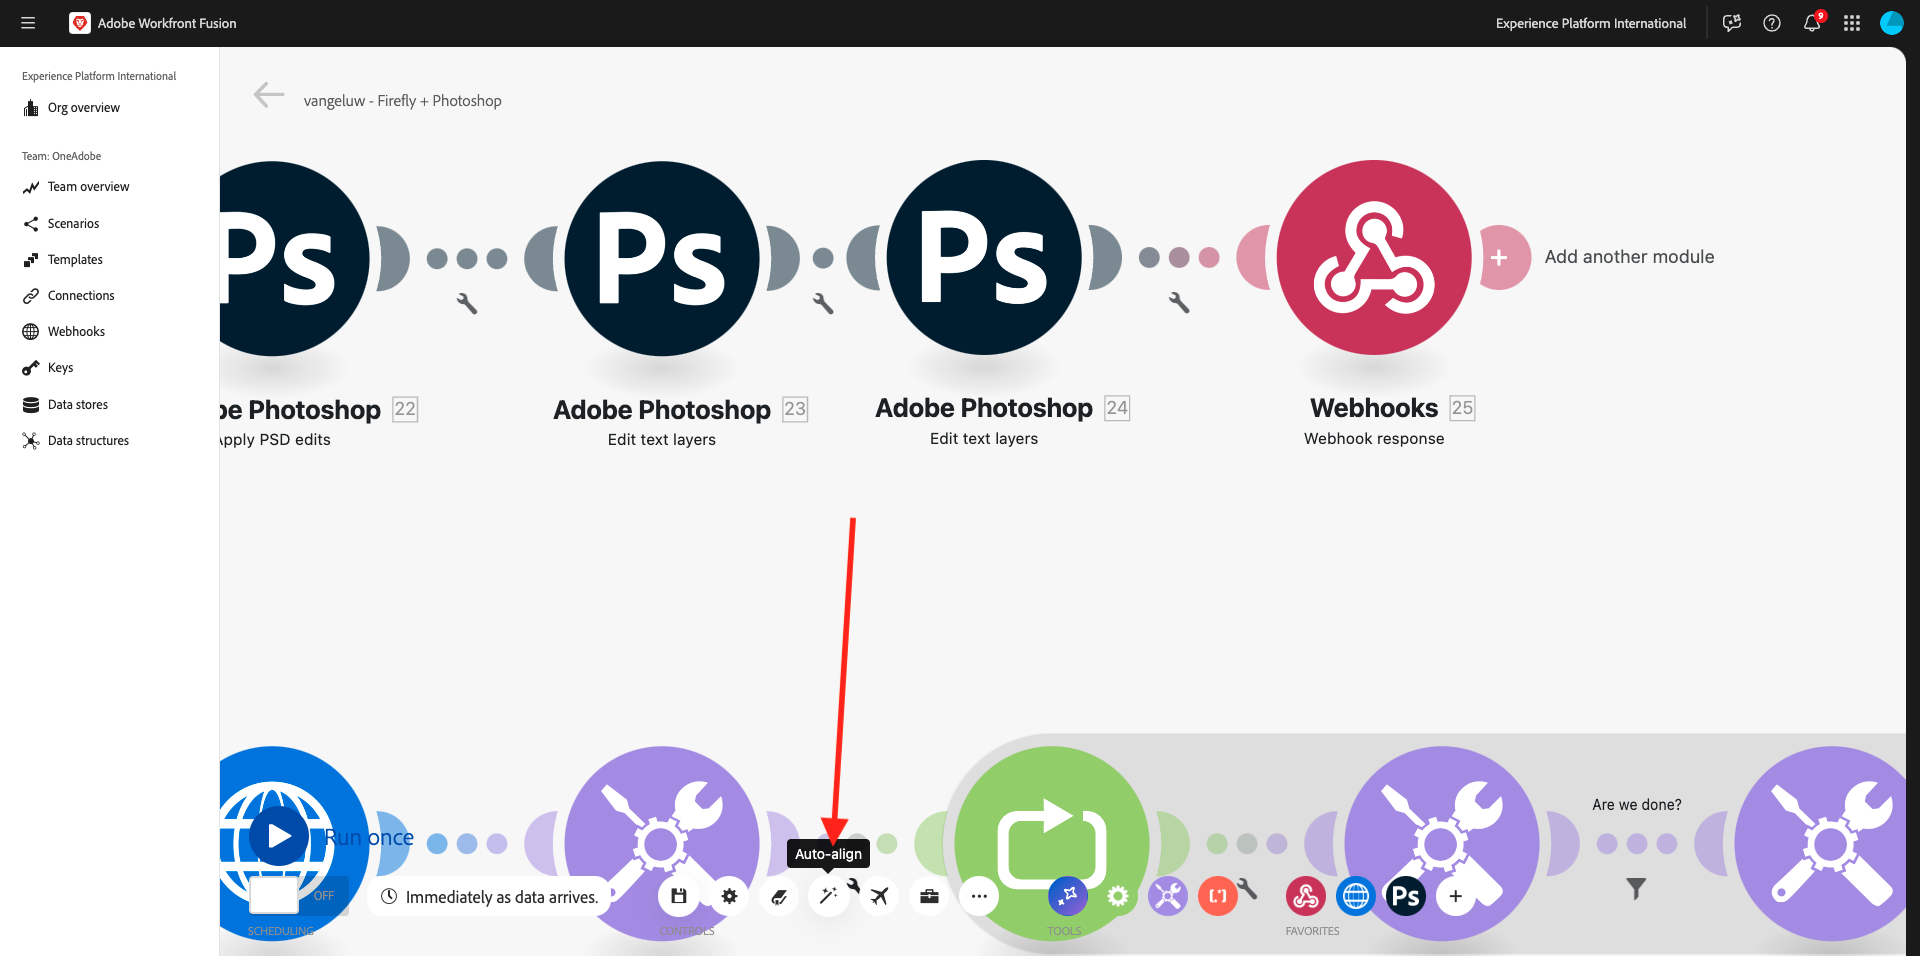 Adobe Workfront Fusion
Experience Platform International
9
Experience Platform International
Org overview
Team: OneAdobe
Team overview
Scenarios
Templates
Connections
Webhooks
Keys
Data stores
Data structures
vangeluw - Firefly + Photoshop
Ps
Ps
Ps
Add another module
be Photoshop 22
Apply PSD edits
Adobe Photoshop 23
Edit text layers
Adobe Photoshop 24
Edit text layers
Webhooks 25
Webhook response
Are we done?
Run once
Auto-align
OFF
Immediately as data arrives.
Ps
SCHEDULING
CONTROLS
TOOLS
FAVORITES